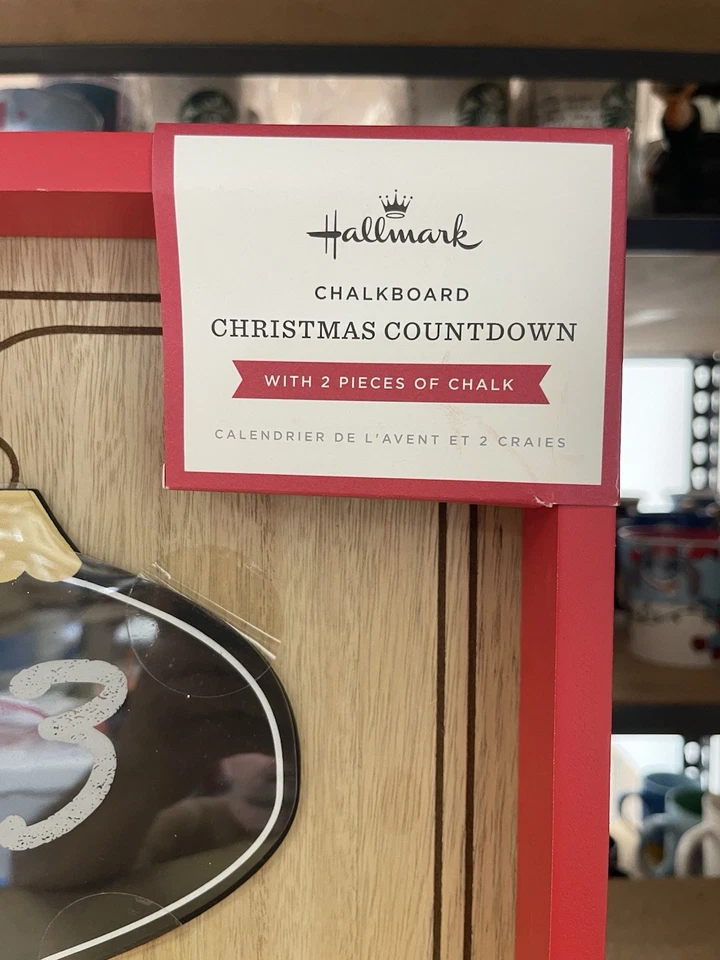 Hallmark
CHALKBOARD
CHRISTMAS COUNTDOWN
WITH 2 PIECES OF CHALK
CALENDRIER DE L'AVENT ET 2 CRAIES
3